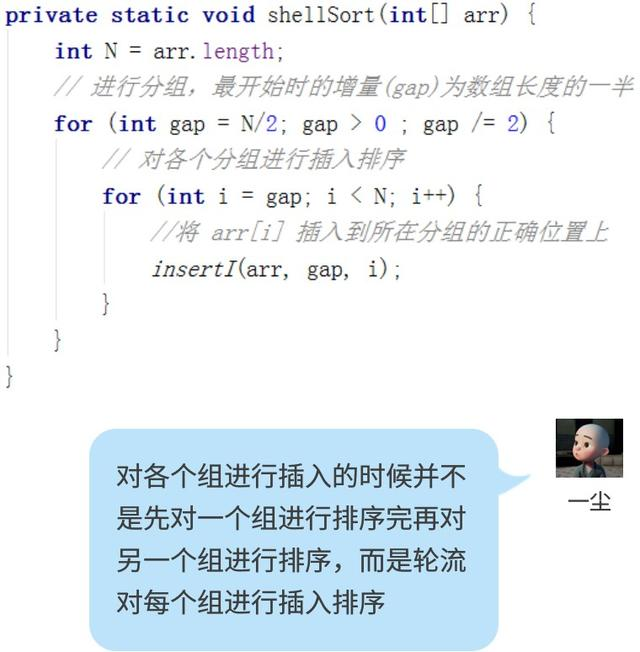 private static void shellSort(int[] arr) {
int N = arr.length;
// 进行分组，最开始时的增量(gap)为数组长度的一半
for (int gap = N/2; gap > 0 ; gap /= 2) {
// 对各个分组进行插入排序
for (int i = gap; i < N; i++) {
//将 arr[i] 插入到所在分组的正确位置上
insertI(arr, gap, i);
}
}
}
对各个组进行插入的时候并不
是先对一个组进行排序完再对
另一个组进行排序，而是轮流
对每个组进行插入排序
一尘